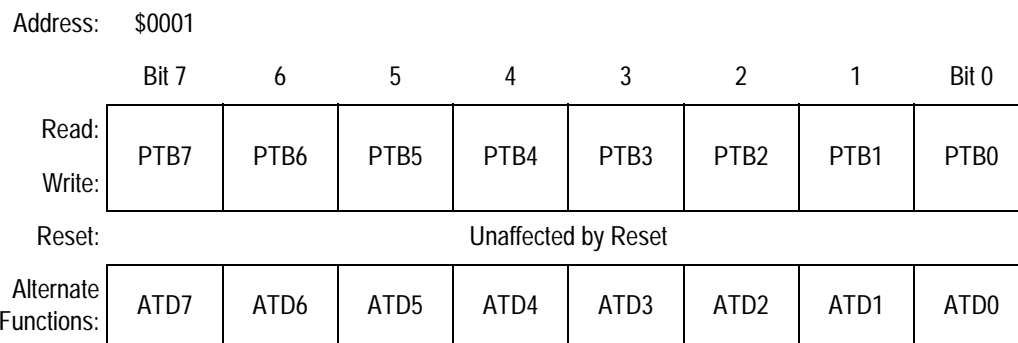 Address: $0001
Bit 7 6 5 4 3 2 1 Bit 0
Read:
PTB7 PTB6 PTB5 PTB4 PTB3 PTB2 PTB1 PTB0
Write:
Reset: Unaffected by Reset
Alternate
Functions:
ATD7 ATD6 ATD5 ATD4 ATD3 ATD2 ATD1 ATD0